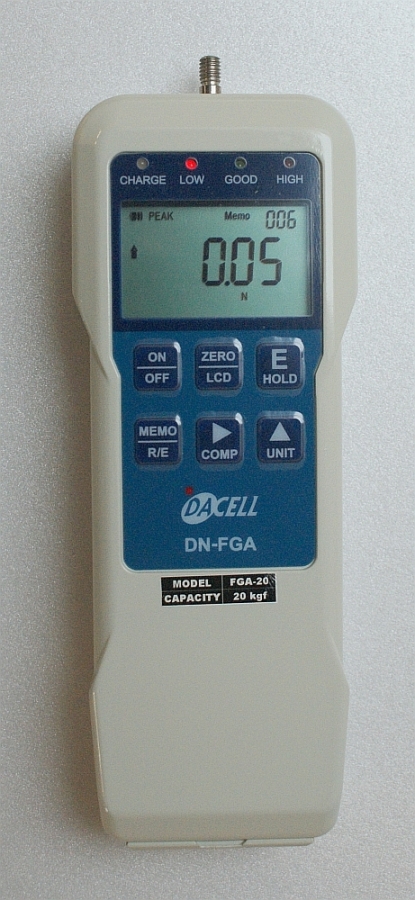 CHARGE LOW GOOD HIGH
PEAK Memo 006
0.05
N
ON OFF
ZERO LCD
E HOLD
MEMO R/E
COMP
UNIT
DACELL
DN-FGA
MODEL FGA-20
CAPACITY 20 kgf